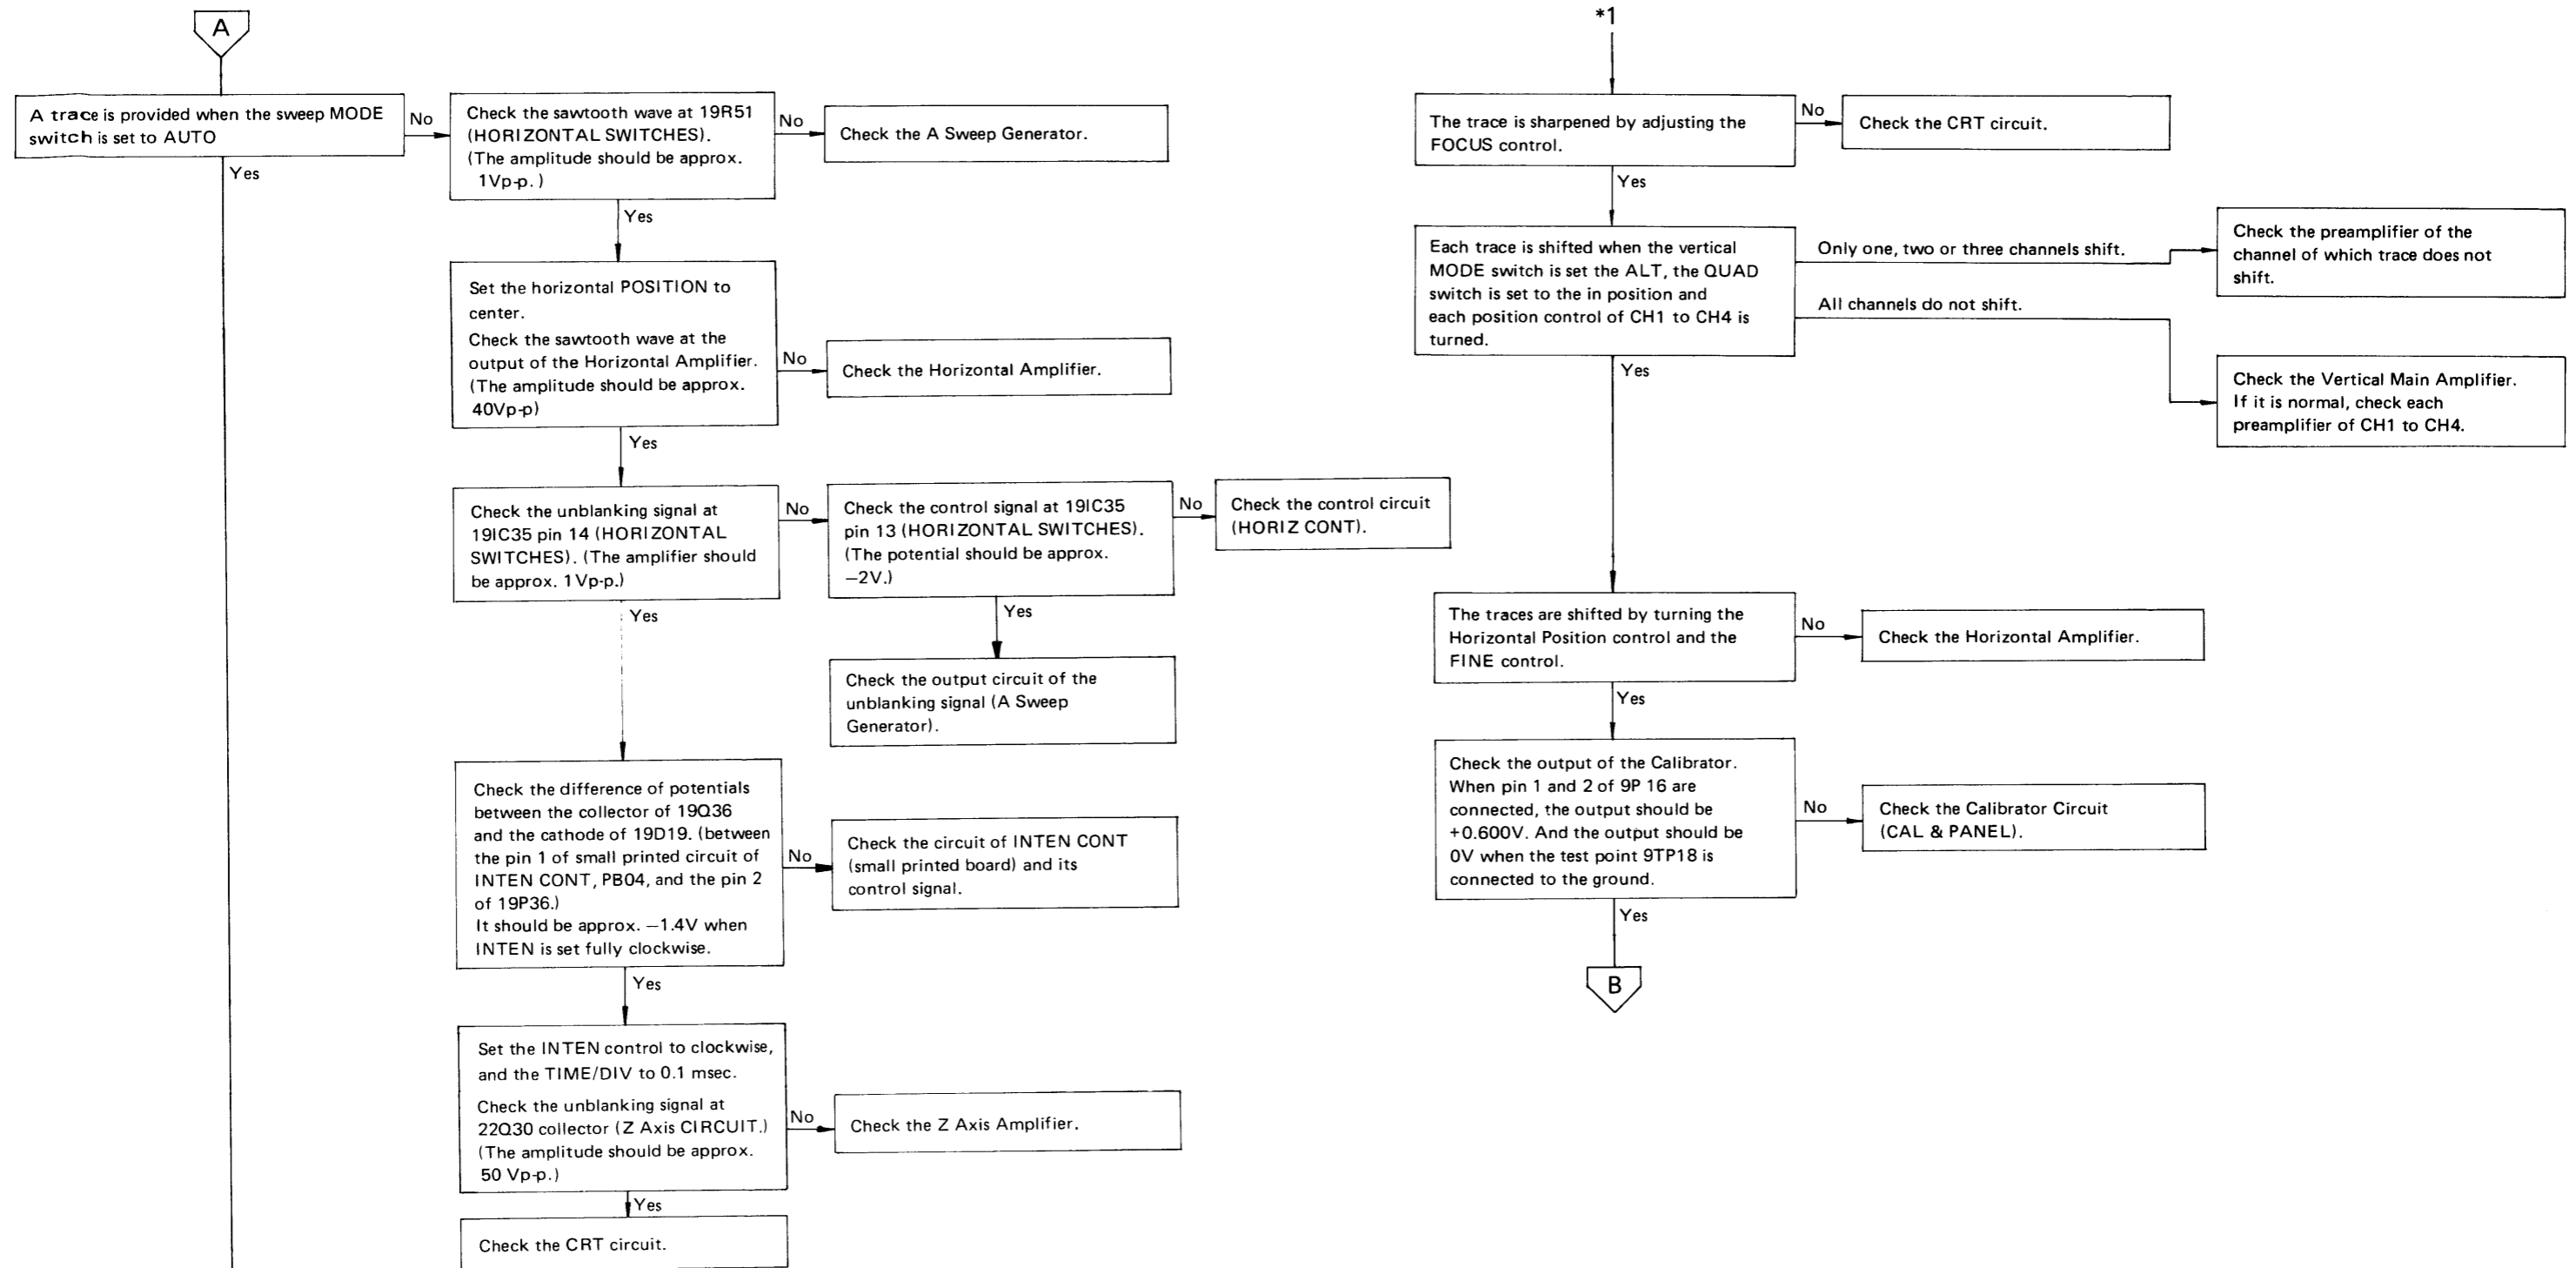 A
A trace is provided when the sweep MODE
switch is set to AUTO
No
Yes
Check the sawtooth wave at 19R51
(HORIZONTAL SWITCHES).
(The amplitude should be approx.
1Vp-p. )
No
Check the A Sweep Generator.
Yes
Set the horizontal POSITION to
center.
Check the sawtooth wave at the
output of the Horizontal Amplifier.
(The amplitude should be approx.
40Vp-p)
No
Check the Horizontal Amplifier.
Yes
Check the unblanking signal at
19IC35 pin 14 (HORIZONTAL
SWITCHES). (The amplifier should
be approx. 1Vp-p.)
No
Check the control signal at 19IC35
pin 13 (HORIZONTAL SWITCHES).
(The potential should be approx.
−2V.)
No
Check the control circuit
(HORIZ CONT).
Yes
Check the output circuit of the
unblanking signal (A Sweep
Generator).
Yes
Check the difference of potentials
between the collector of 19Q36
and the cathode of 19D19. (between
the pin 1 of small printed circuit of
INTEN CONT, PB04, and the pin 2
of 19P36.)
It should be approx. −1.4V when
INTEN is set fully clockwise.
No
Check the circuit of INTEN CONT
(small printed board) and its
control signal.
Yes
Set the INTEN control to clockwise,
and the TIME/DIV to 0.1 msec.
Check the unblanking signal at
22Q30 collector (Z Axis CIRCUIT.)
(The amplitude should be approx.
50 Vp-p.)
No
Check the Z Axis Amplifier.
Yes
Check the CRT circuit.
*1
The trace is sharpened by adjusting the
FOCUS control.
No
Check the CRT circuit.
Yes
Each trace is shifted when the vertical
MODE switch is set the ALT, the QUAD
switch is set to the in position and
each position control of CH1 to CH4 is
turned.
Only one, two or three channels shift.
Check the preamplifier of the
channel of which trace does not
shift.
All channels do not shift.
Check the Vertical Main Amplifier.
If it is normal, check each
preamplifier of CH1 to CH4.
Yes
The traces are shifted by turning the
Horizontal Position control and the
FINE control.
No
Check the Horizontal Amplifier.
Yes
Check the output of the Calibrator.
When pin 1 and 2 of 9P 16 are
connected, the output should be
+0.600V. And the output should be
0V when the test point 9TP18 is
connected to the ground.
No
Check the Calibrator Circuit
(CAL & PANEL).
Yes
B